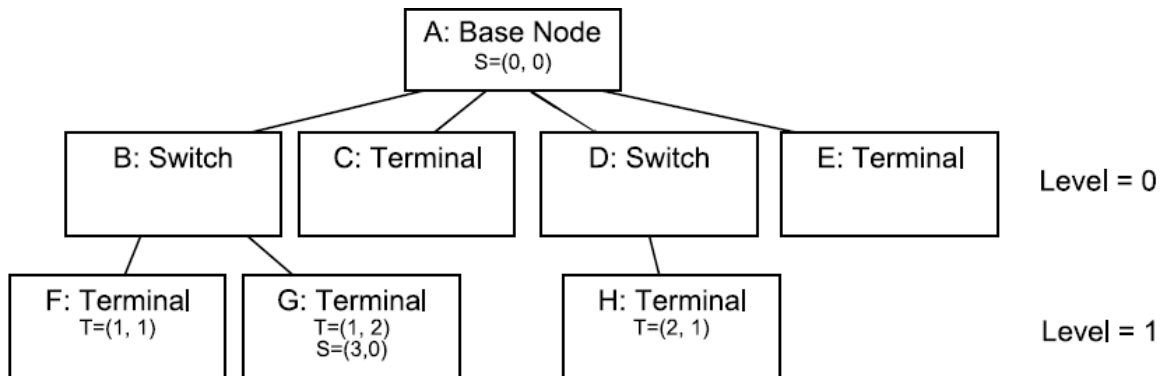 A: Base Node
S=(0, 0)
B: Switch
C: Terminal
D: Switch
E: Terminal
Level = 0
F: Terminal
T=(1, 1)
G: Terminal
T=(1, 2)
S=(3,0)
H: Terminal
T=(2, 1)
Level = 1